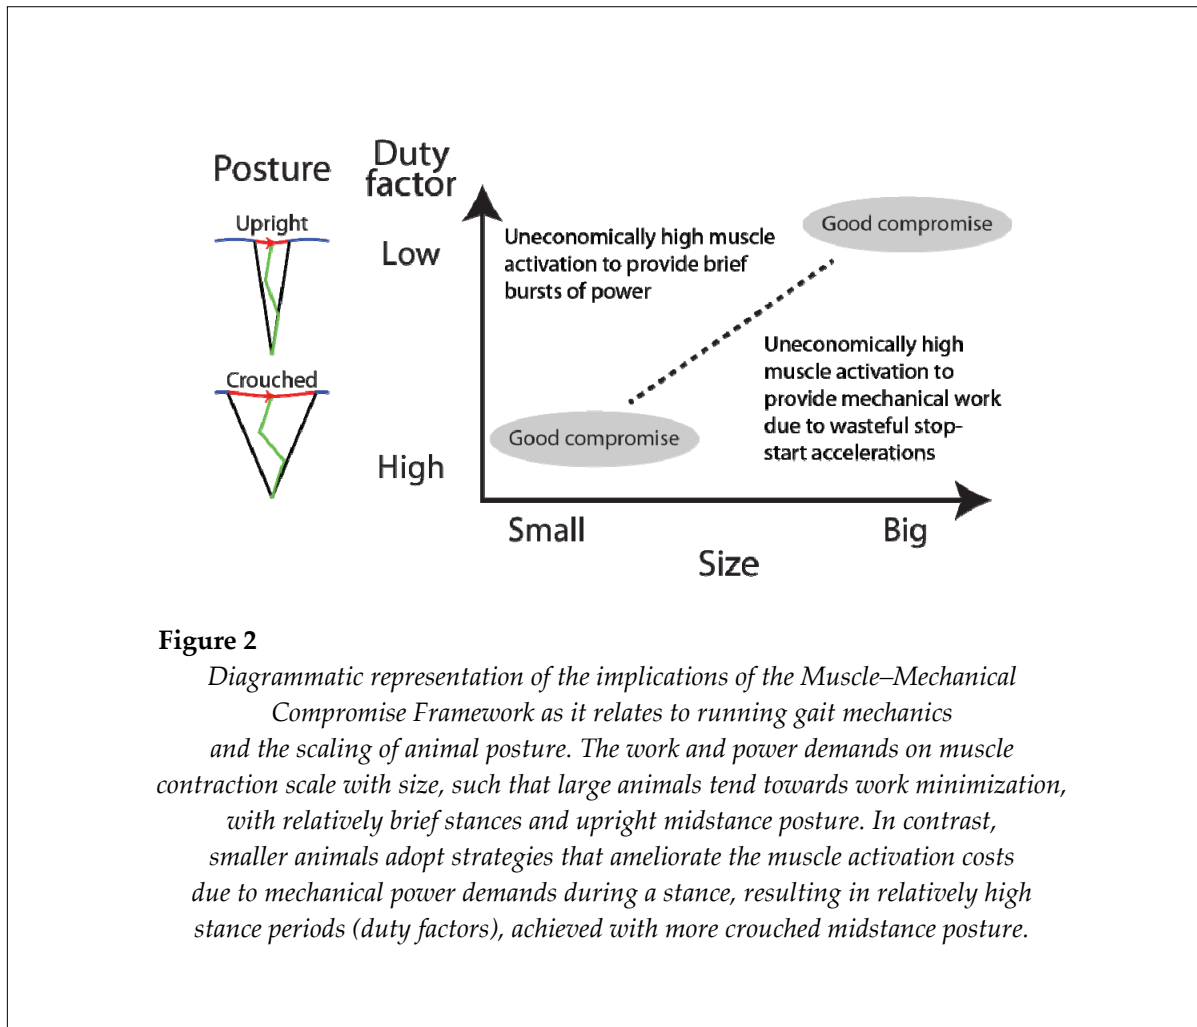 Posture
Duty
factor
Upright
Crouched
Low
High
Uneconomically high muscle
activation to provide brief
bursts of power
Good compromise
Uneconomically high
muscle activation to
provide mechanical work
due to wasteful stop-
start accelerations
Good compromise
Small
Big
Size
Figure 2
Diagrammatic representation of the implications of the Muscle–Mechanical
Compromise Framework as it relates to running gait mechanics
and the scaling of animal posture. The work and power demands on muscle
contraction scale with size, such that large animals tend towards work minimization,
with relatively brief stances and upright midstance posture. In contrast,
smaller animals adopt strategies that ameliorate the muscle activation costs
due to mechanical power demands during a stance, resulting in relatively high
stance periods (duty factors), achieved with more crouched midstance posture.